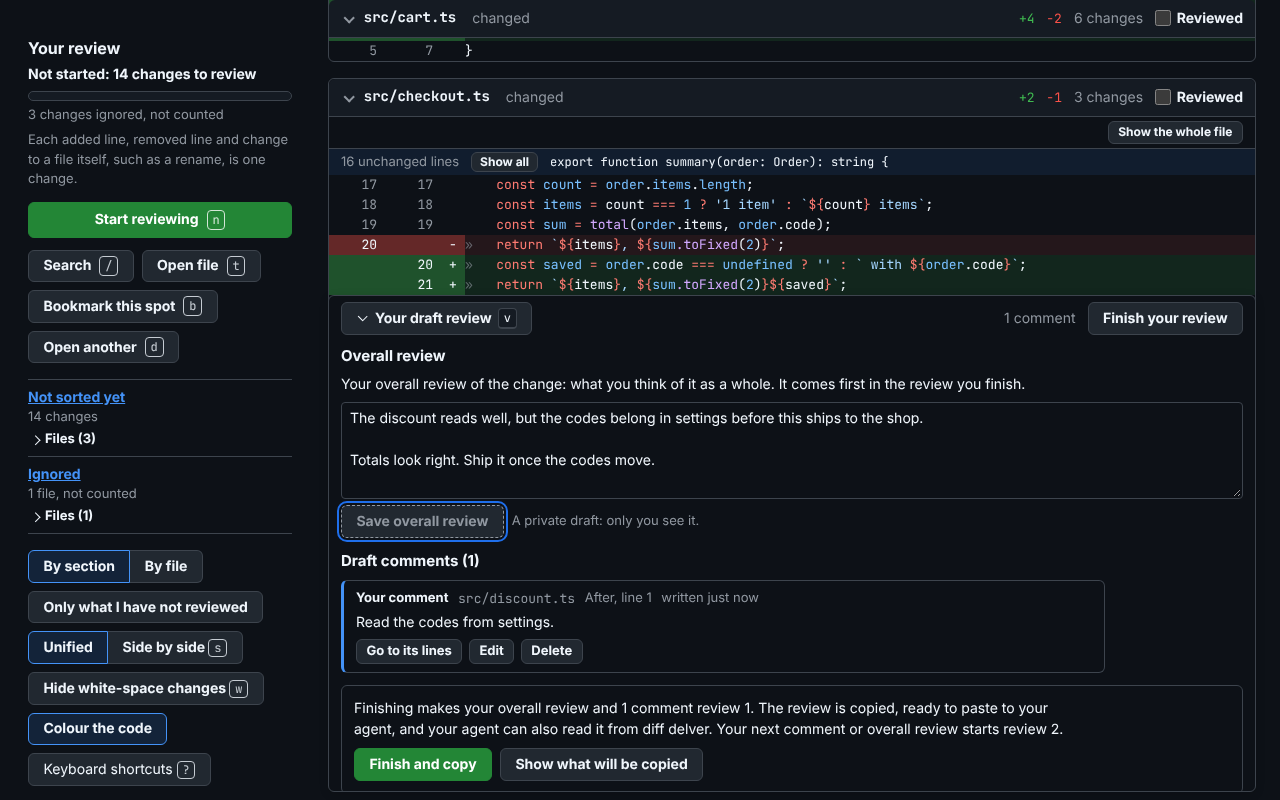 Your review
Not started: 14 changes to review
3 changes ignored, not counted
Each added line, removed line and change
to a file itself, such as a rename, is one
change.
Start reviewing n
Search / Open file t
Bookmark this spot b
Open another d
Not sorted yet
14 changes
Files (3)
Ignored
1 file, not counted
Files (1)
By section By file
Only what I have not reviewed
Unified Side by side s
Hide white-space changes w
Colour the code
Keyboard shortcuts ?
src/cart.ts changed +4 -2 6 changes Reviewed
5 7 }
src/checkout.ts changed +2 -1 3 changes Reviewed
Show the whole file
16 unchanged lines Show all export function summary(order: Order): string {
17 17 const count = order.items.length;
18 18 const items = count === 1 ? '1 item' : `${count} items`;
19 19 const sum = total(order.items, order.code);
20 - » return `${items}, ${sum.toFixed(2)}`;
20 + » const saved = order.code === undefined ? '' : ` with ${order.code}`;
21 + » return `${items}, ${sum.toFixed(2)}${saved}`;
Your draft review v 1 comment Finish your review
Overall review
Your overall review of the change: what you think of it as a whole. It comes first in the review you finish.
The discount reads well, but the codes belong in settings before this ships to the shop.
Totals look right. Ship it once the codes move.
Save overall review A private draft: only you see it.
Draft comments (1)
Your comment src/discount.ts After, line 1 written just now
Read the codes from settings.
Go to its lines Edit Delete
Finishing makes your overall review and 1 comment review 1. The review is copied, ready to paste to your
agent, and your agent can also read it from diff delver. Your next comment or overall review starts review 2.
Finish and copy Show what will be copied